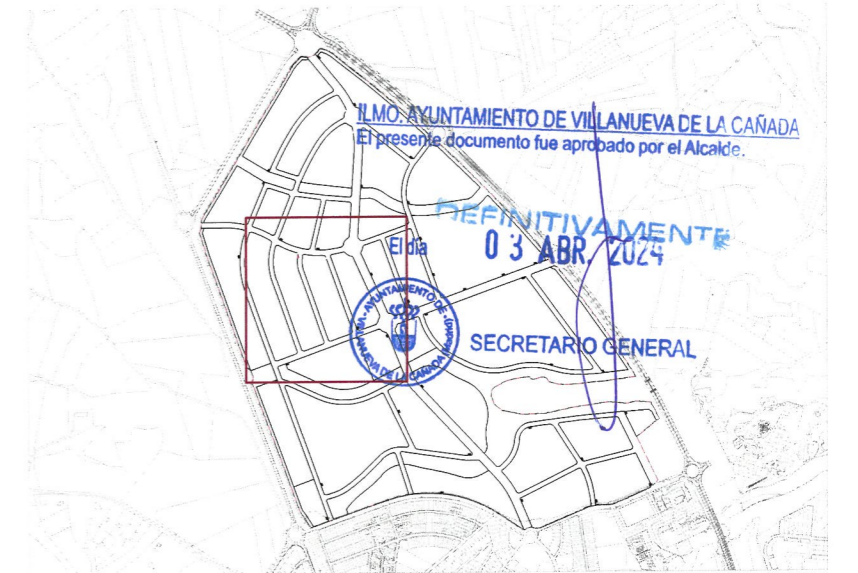 ILMO. AYUNTAMIENTO DE VILLANUEVA DE LA CAÑADA
El presente documento fue aprobado por el Alcalde.
DEFINITIVAMENTE
El día 03 ABR. 2024
AYUNTAMIENTO DE VILLANUEVA DE LA CAÑADA (Madrid)
SECRETARIO GENERAL